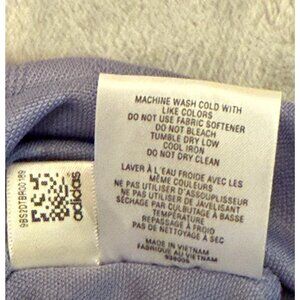 MACHINE WASH COLD WITH
LIKE COLORS
DO NOT USE FABRIC SOFTENER
DO NOT BLEACH
TUMBLE DRY LOW
COOL IRON
DO NOT DRY CLEAN
LAVER À L'EAU FROIDE AVEC LES
MÊME COULEURS
NE PAS UTILISER D'ASSOUPLISSEUR
NE PAS UTILISER D'JAVELLISANT
SÉCHAGE PAR CULBUTAGE À BASSE
TEMPÉRATURE
REPASSAGE À FROID
PAS DE NETTOYAGE À SEC
MADE IN VIETNAM
FABRIQUÉ AU VIETNAM
adidas